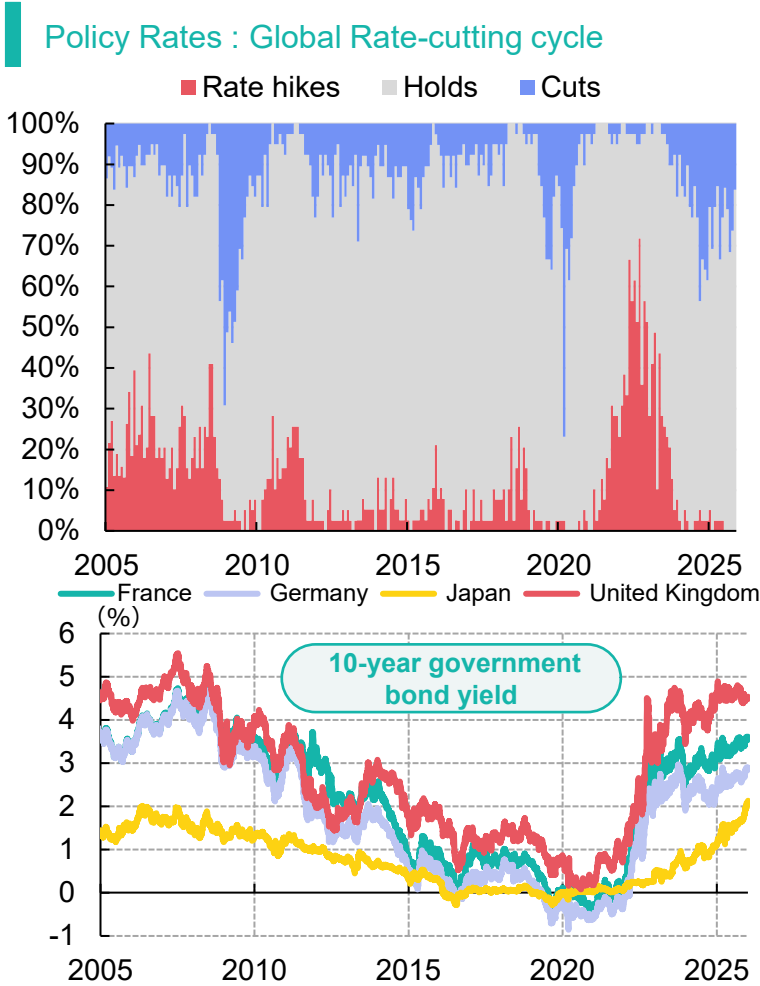 Policy Rates : Global Rate-cutting cycle
Rate hikes Holds Cuts
100%
90%
80%
70%
60%
50%
40%
30%
20%
10%
0%
2005 2010 2015 2020 2025
France Germany Japan United Kingdom
(%)
6
5
4
3
2
1
0
-1
10-year government
bond yield
2005 2010 2015 2020 2025